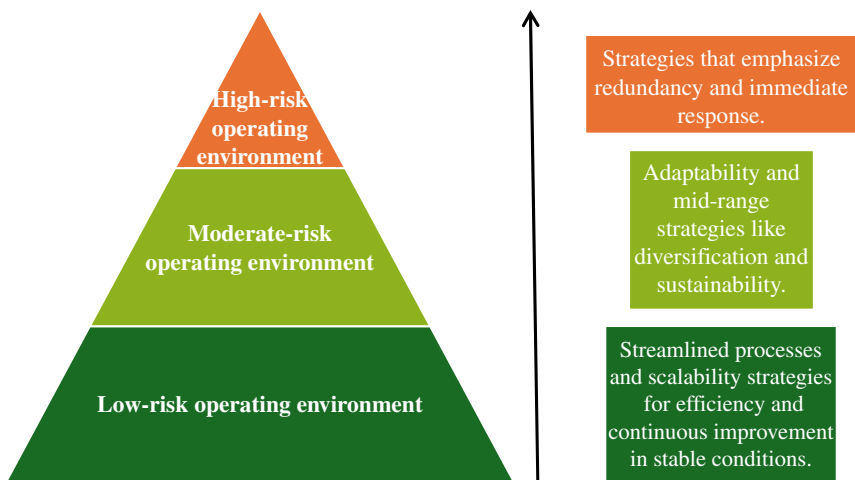 High-risk
operating
environment
Strategies that emphasize
redundancy and immediate
response.
Moderate-risk
operating environment
Adaptability and
mid-range
strategies like
diversification and
sustainability.
Low-risk operating environment
Streamlined processes
and scalability strategies
for efficiency and
continuous improvement
in stable conditions.